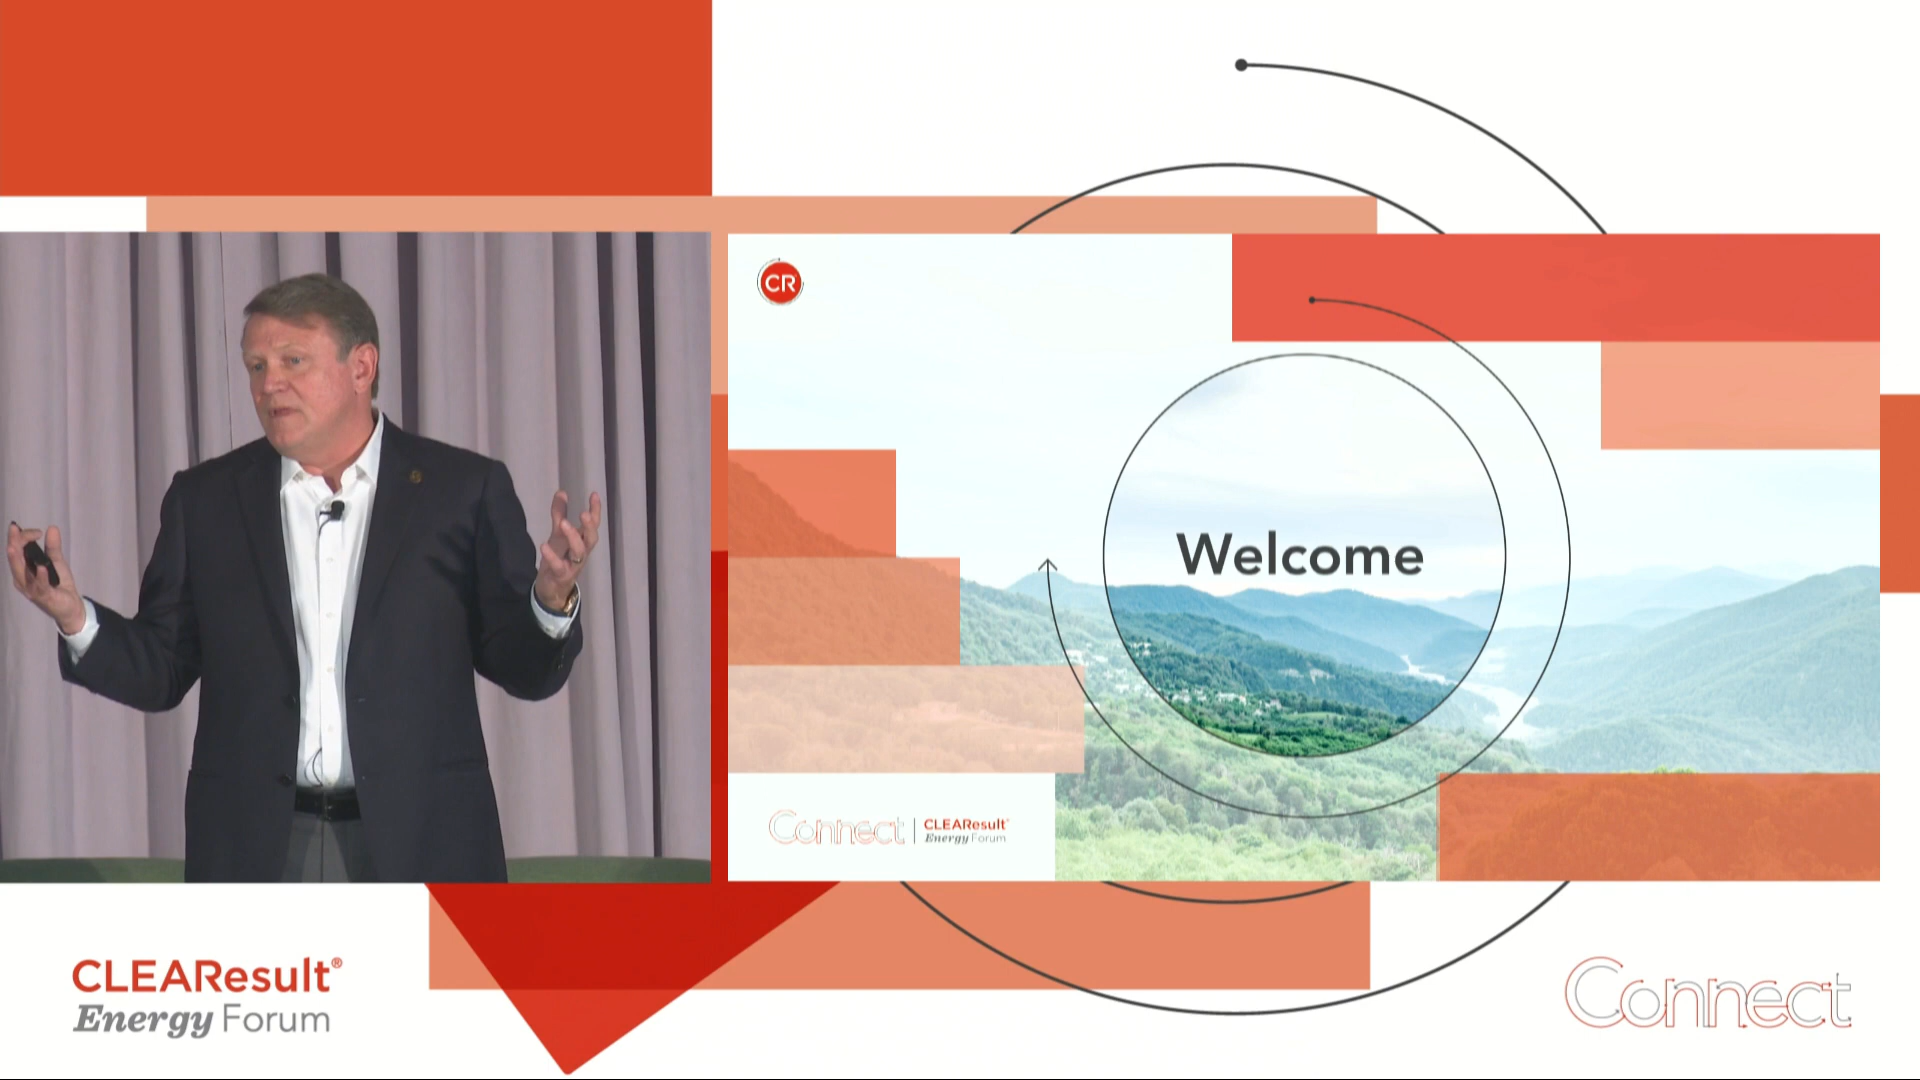 CR
Welcome
Connect
CLEAResult®
Energy Forum
CLEAResult®
Energy Forum
Connect